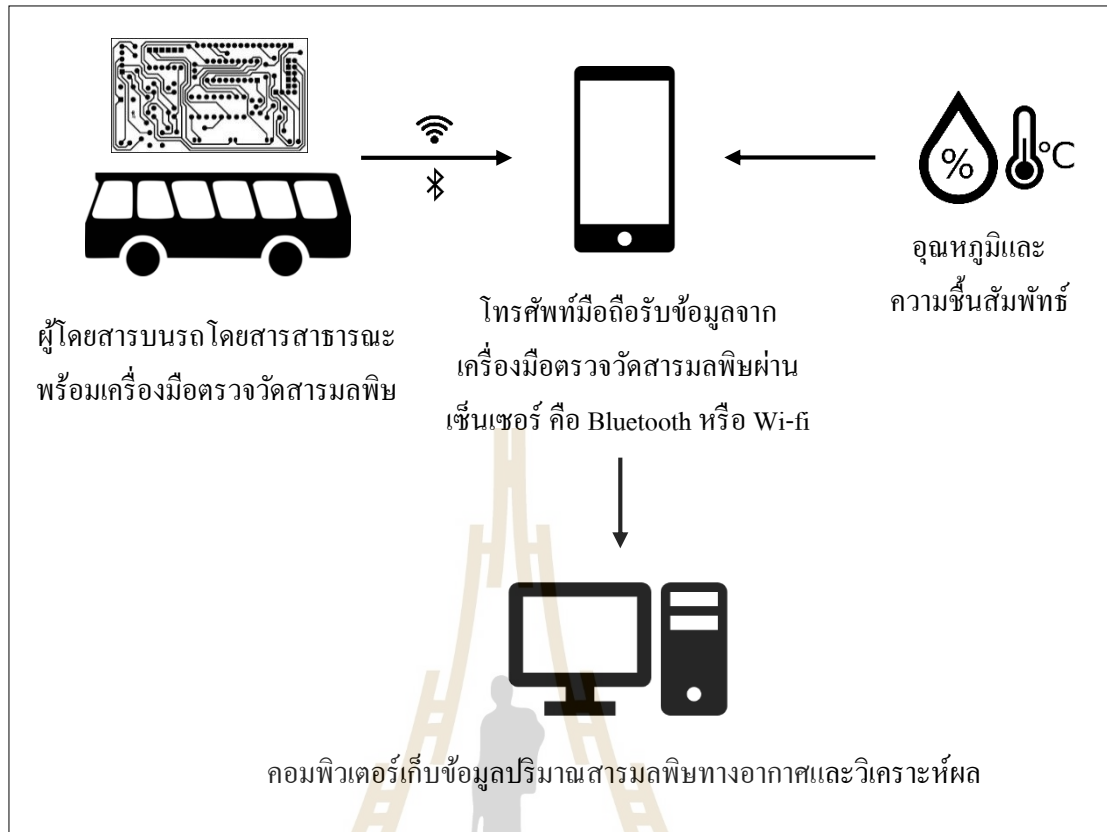 %
°C
อุณหภูมิและ
ความชื้นสัมพัทธ์
ผู้โดยสารบนรถโดยสารสาธารณะ
พร้อมเครื่องมือตรวจวัดสารมลพิษ
โทรศัพท์มือถือรับข้อมูลจาก
เครื่องมือตรวจวัดสารมลพิษผ่าน
เซ็นเซอร์ คือ Bluetooth หรือ Wi-fi
คอมพิวเตอร์เก็บข้อมูลปริมาณสารมลพิษทางอากาศและวิเคราะห์ผล